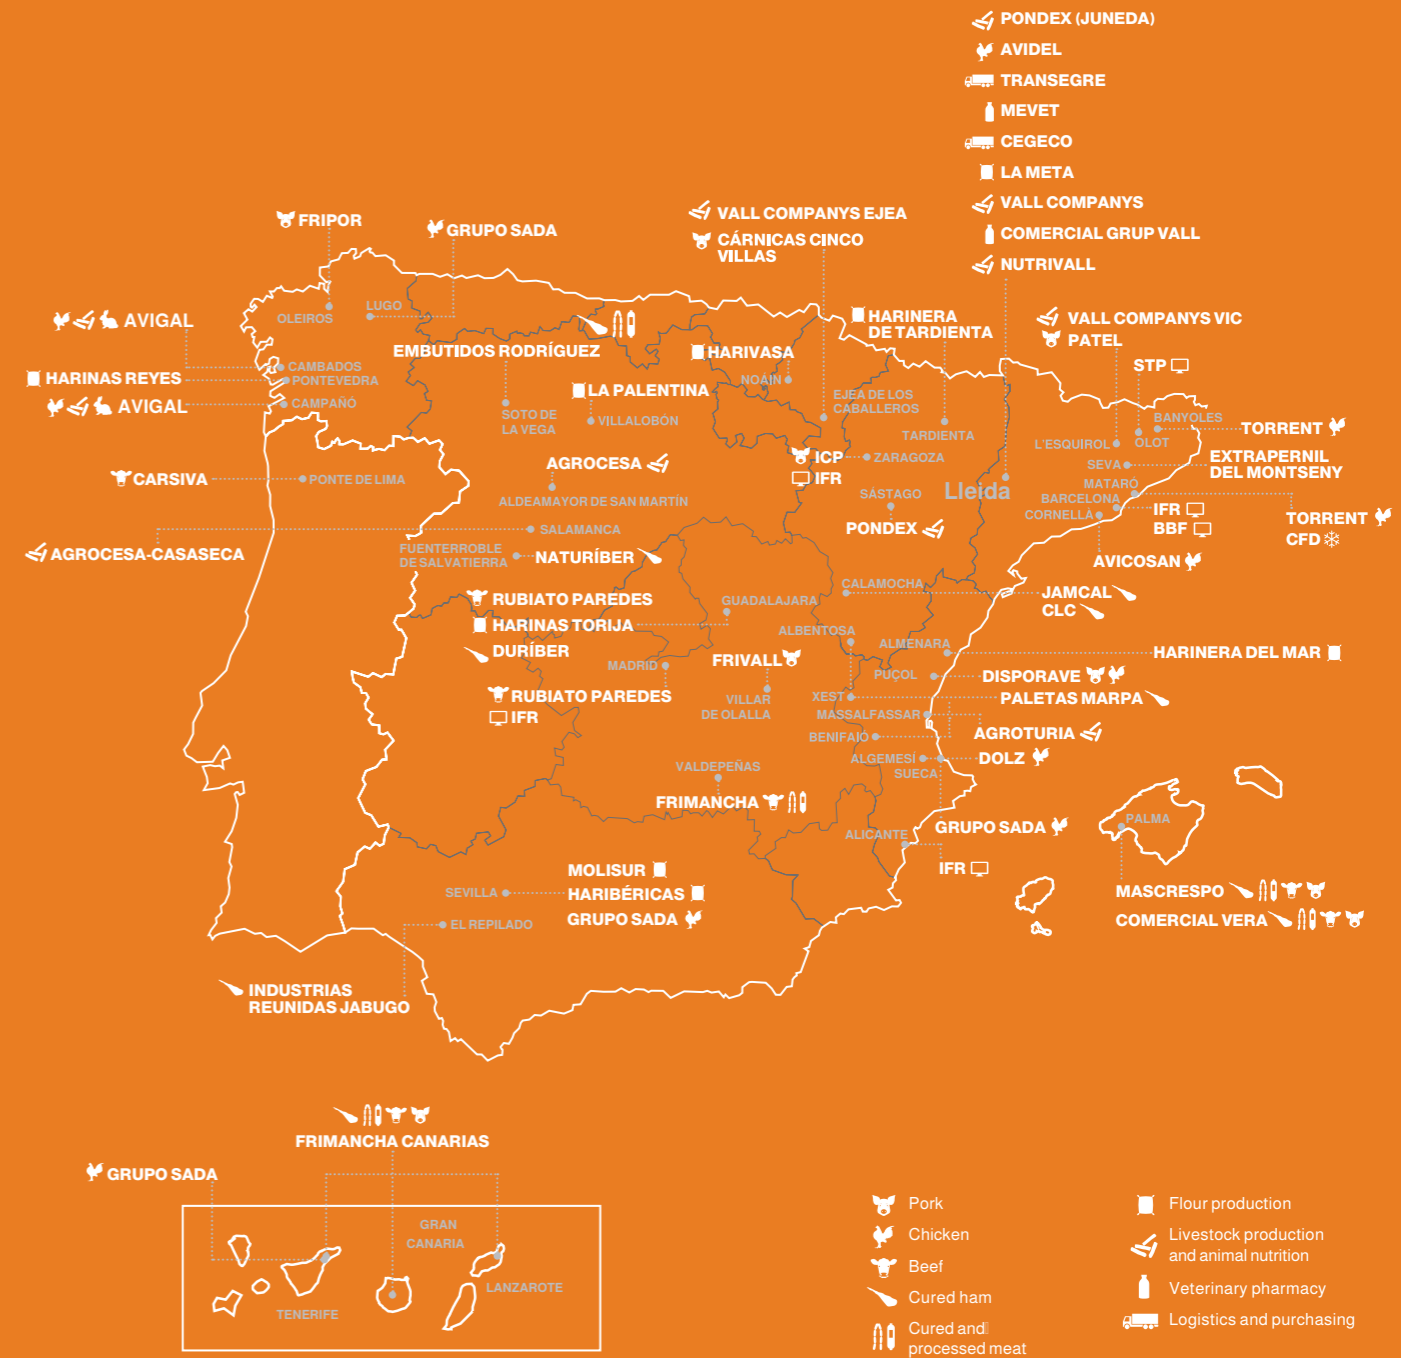 PONDEX (JUNEDA)
AVIDEL
TRANSEGRE
MEVET
CEGECO
LA META
VALL COMPANYS
COMERCIAL GRUP VALL
NUTRIVALL
FRIPOR
GRUPO SADA
VALL COMPANYS EJEA
CÁRNICAS CINCO
VILLAS
OLEIROS
LUGO
AVIGAL
HARINERA
DE TARDIENTA
VALL COMPANYS VIC
PATEL
EMBUTIDOS RODRÍGUEZ
HARIVASA
STP
CAMBADOS
HARINAS REYES
PONTEVEDRA
NOÁIN
LA PALENTINA
AVIGAL
CAMPAÑÓ
SOTO DE
LA VEGA
VILLALOBÓN
EJEA DE LOS
CABALLEROS
TARDIENTA
BANYOLES
TORRENT
L'ESQUIROL
OLOT
ICP
ZARAGOZA
IFR
EXTRAPERNIL
DEL MONTSENY
SEVA
AGROCESA
CARSIVA
PONTE DE LIMA
ALDEAMAYOR DE SAN MARTÍN
SÁSTAGO
Lleida
MATARÓ
BARCELONA
CORNELLÀ
IFR
BBF
TORRENT
CFD
PONDEX
SALAMANCA
AGROCESA-CASASECA
FUENTERROBLE
DE SALVATIERRA
NATURÍBER
AVICOSAN
CALAMOCHA
JAMCAL
CLC
RUBIATO PAREDES
GUADALAJARA
HARINAS TORIJA
ALBENTOSA
DURÍBER
MADRID
FRIVALL
ALMENARA
HARINERA DEL MAR
PUÇOL
DISPORAVE
RUBIATO PAREDES
IFR
VILLAR
DE OLALLA
XEST
PALETAS MARPA
MASSALFASSAR
BENIFAIÓ
AGROTURIA
ALGEMESÍ
DOLZ
SUECA
VALDEPEÑAS
FRIMANCHA
ALICANTE
GRUPO SADA
PALMA
IFR
MOLISUR
SEVILLA
HARIBÉRICAS
GRUPO SADA
EL REPILADO
MASCRESPO
COMERCIAL VERA
INDUSTRIAS
REUNIDAS JABUGO
FRIMANCHA CANARIAS
GRUPO SADA
GRAN
CANARIA
LANZAROTE
TENERIFE
Pork
Chicken
Beef
Cured ham
Cured and
processed meat
Flour production
Livestock production
and animal nutrition
Veterinary pharmacy
Logistics and purchasing